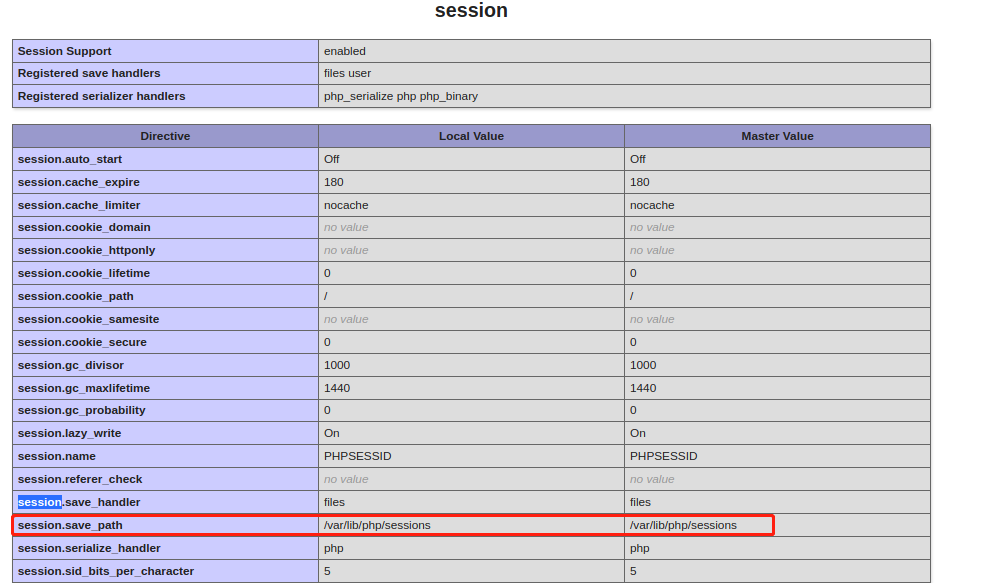 session
Session Support enabled
Registered save handlers files user
Registered serializer handlers php_serialize php php_binary
Directive Local Value Master Value
session.auto_start Off Off
session.cache_expire 180 180
session.cache_limiter nocache nocache
session.cookie_domain no value no value
session.cookie_httponly no value no value
session.cookie_lifetime 0 0
session.cookie_path / /
session.cookie_samesite no value no value
session.cookie_secure 0 0
session.gc_divisor 1000 1000
session.gc_maxlifetime 1440 1440
session.gc_probability 0 0
session.lazy_write On On
session.name PHPSESSID PHPSESSID
session.referer_check no value no value
session.save_handler files files
session.save_path /var/lib/php/sessions /var/lib/php/sessions
session.serialize_handler php php
session.sid_bits_per_character 5 5